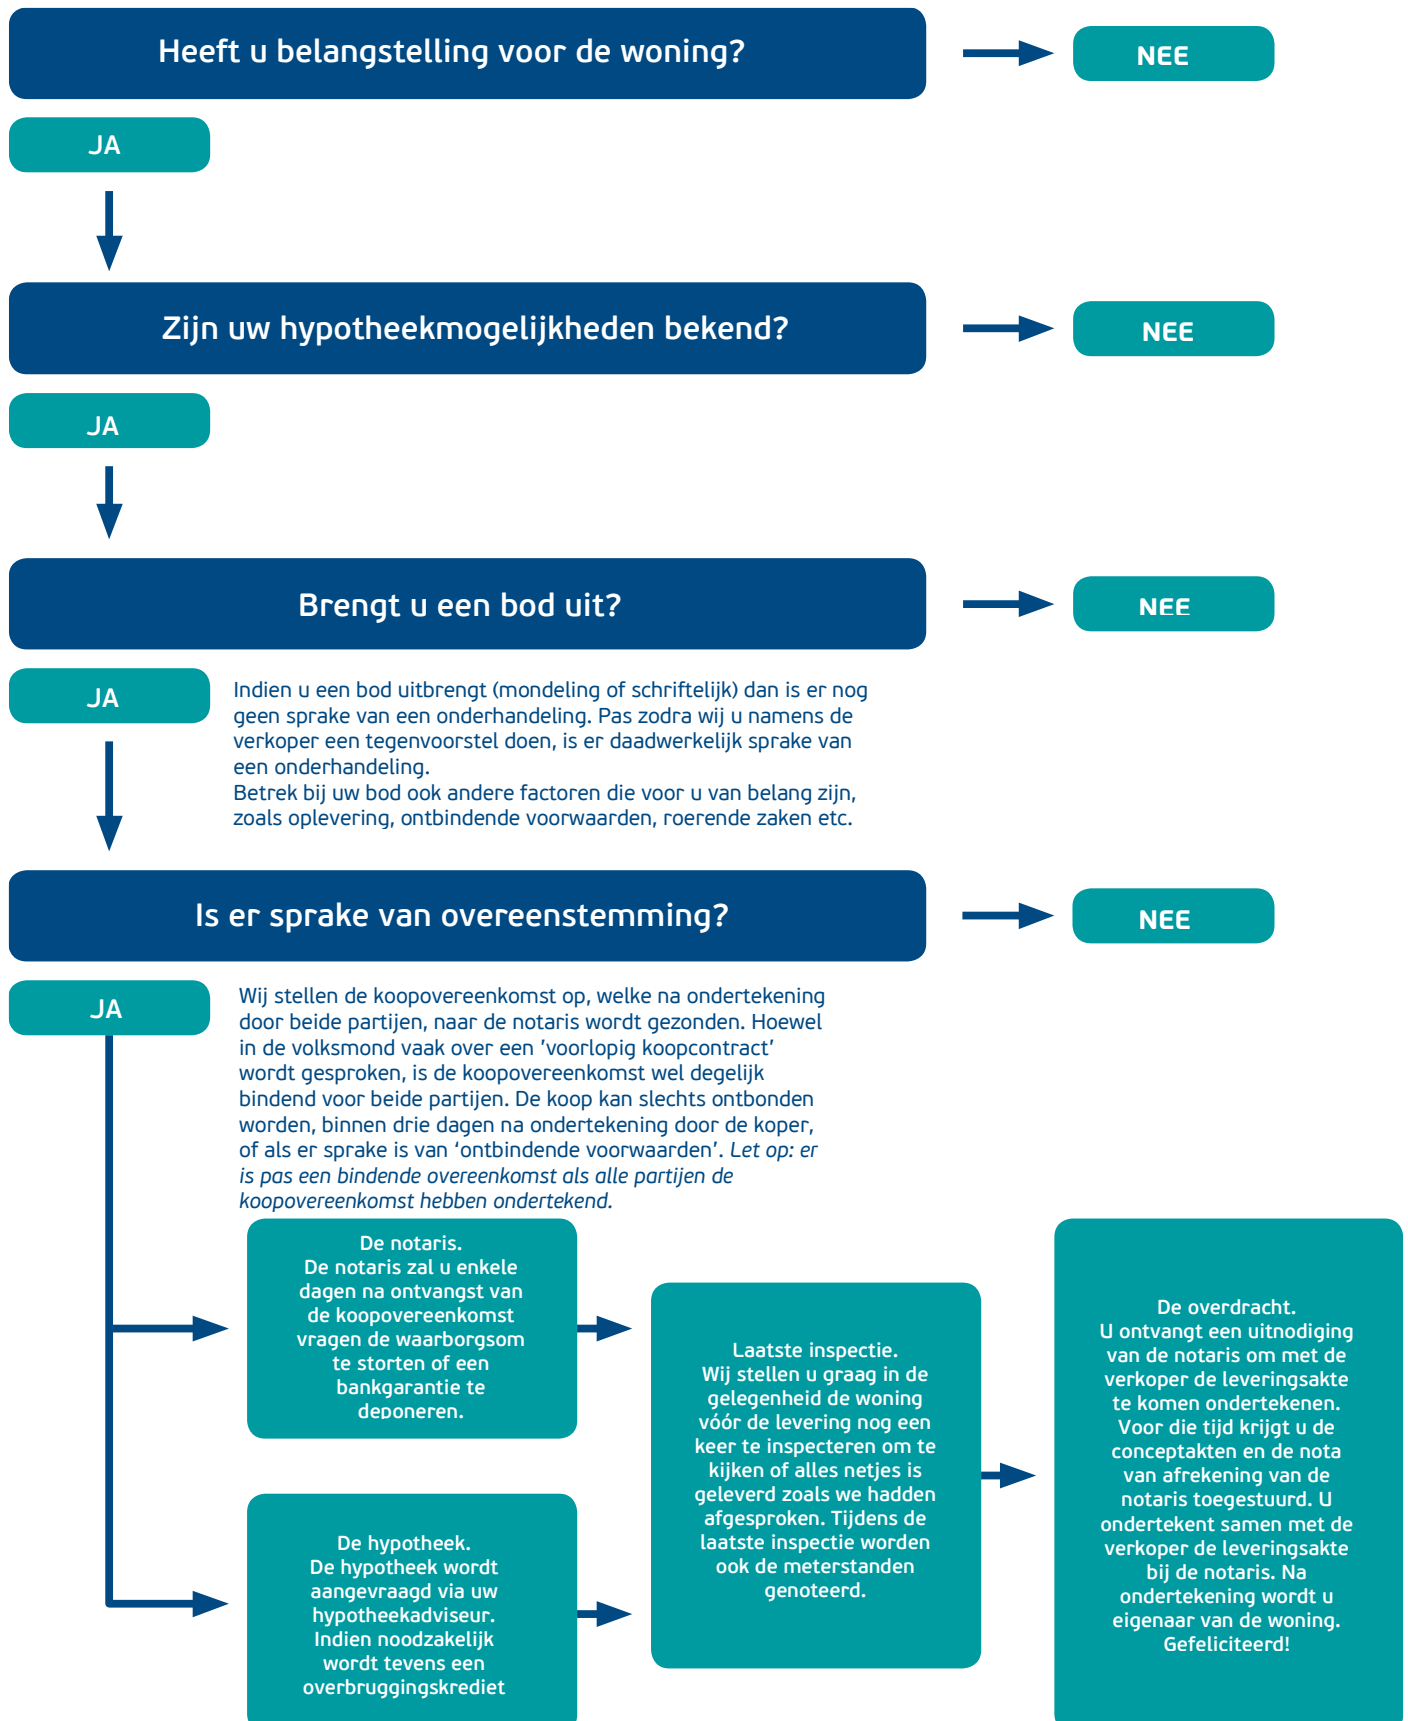 Heeft u belangstelling voor de woning?
NEE
JA
Zijn uw hypotheekmogelijkheden bekend?
NEE
JA
Brengt u een bod uit?
NEE
JA
Indien u een bod uitbrengt (mondeling of schriftelijk) dan is er nog
geen sprake van een onderhandeling. Pas zodra wij u namens de
verkoper een tegenvoorstel doen, is er daadwerkelijk sprake van
een onderhandeling.
Betrek bij uw bod ook andere factoren die voor u van belang zijn,
zoals oplevering, ontbindende voorwaarden, roerende zaken etc.
Is er sprake van overeenstemming?
NEE
JA
Wij stellen de koopovereenkomst op, welke na ondertekening
door beide partijen, naar de notaris wordt gezonden. Hoewel
in de volksmond vaak over een 'voorlopig koopcontract'
wordt gesproken, is de koopovereenkomst wel degelijk
bindend voor beide partijen. De koop kan slechts ontbonden
worden, binnen drie dagen na ondertekening door de koper,
of als er sprake is van ‘ontbindende voorwaarden’. Let op: er
is pas een bindende overeenkomst als alle partijen de
koopovereenkomst hebben ondertekend.
De notaris.
De notaris zal u enkele
dagen na ontvangst van
de koopovereenkomst
vragen de waarborgsom
te storten of een
bankgarantie te
deponeren.
De hypotheek.
De hypotheek wordt
aangevraagd via uw
hypotheekadviseur.
Indien noodzakelijk
wordt tevens een
overbruggingskrediet
Laatste inspectie.
Wij stellen u graag in de
gelegenheid de woning
vóór de levering nog een
keer te inspecteren om te
kijken of alles netjes is
geleverd zoals we hadden
afgesproken. Tijdens de
laatste inspectie worden
ook de meterstanden
genoteerd.
De overdracht.
U ontvangt een uitnodiging
van de notaris om met de
verkoper de leveringsakte
te komen ondertekenen.
Voor die tijd krijgt u de
conceptakten en de nota
van afrekening van de
notaris toegestuurd. U
ondertekent samen met de
verkoper de leveringsakte
bij de notaris. Na
ondertekening wordt u
eigenaar van de woning.
Gefeliciteerd!